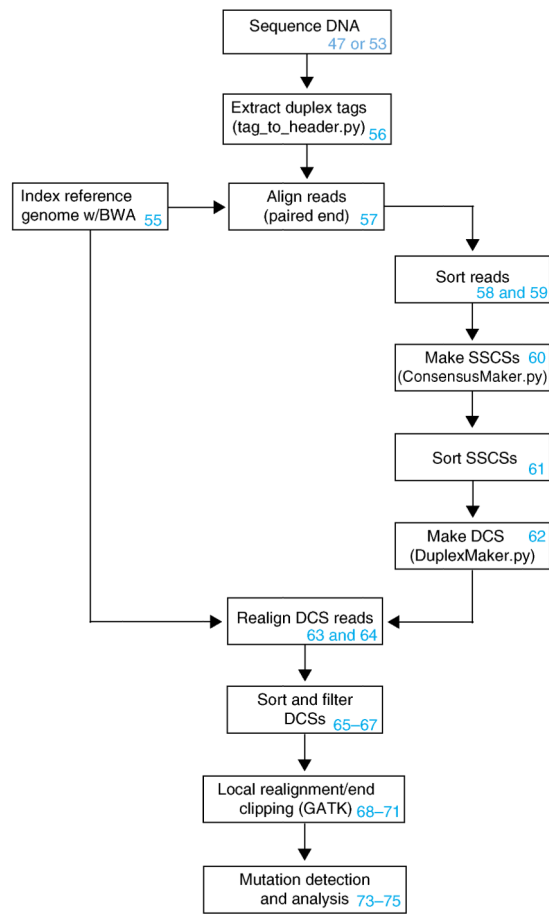 Sequence DNA
47 or 53
Extract duplex tags
(tag_to_header.py) 56
Index reference
genome w/BWA 55
Align reads
(paired end) 57
Sort reads
58 and 59
Make SSCSs 60
(ConsensusMaker.py)
Sort SSCSs
61
Make DCS 62
(DuplexMaker.py)
Realign DCS reads
63 and 64
Sort and filter
DCSs 65–67
Local realignment/end
clipping (GATK) 68–71
Mutation detection
and analysis 73–75